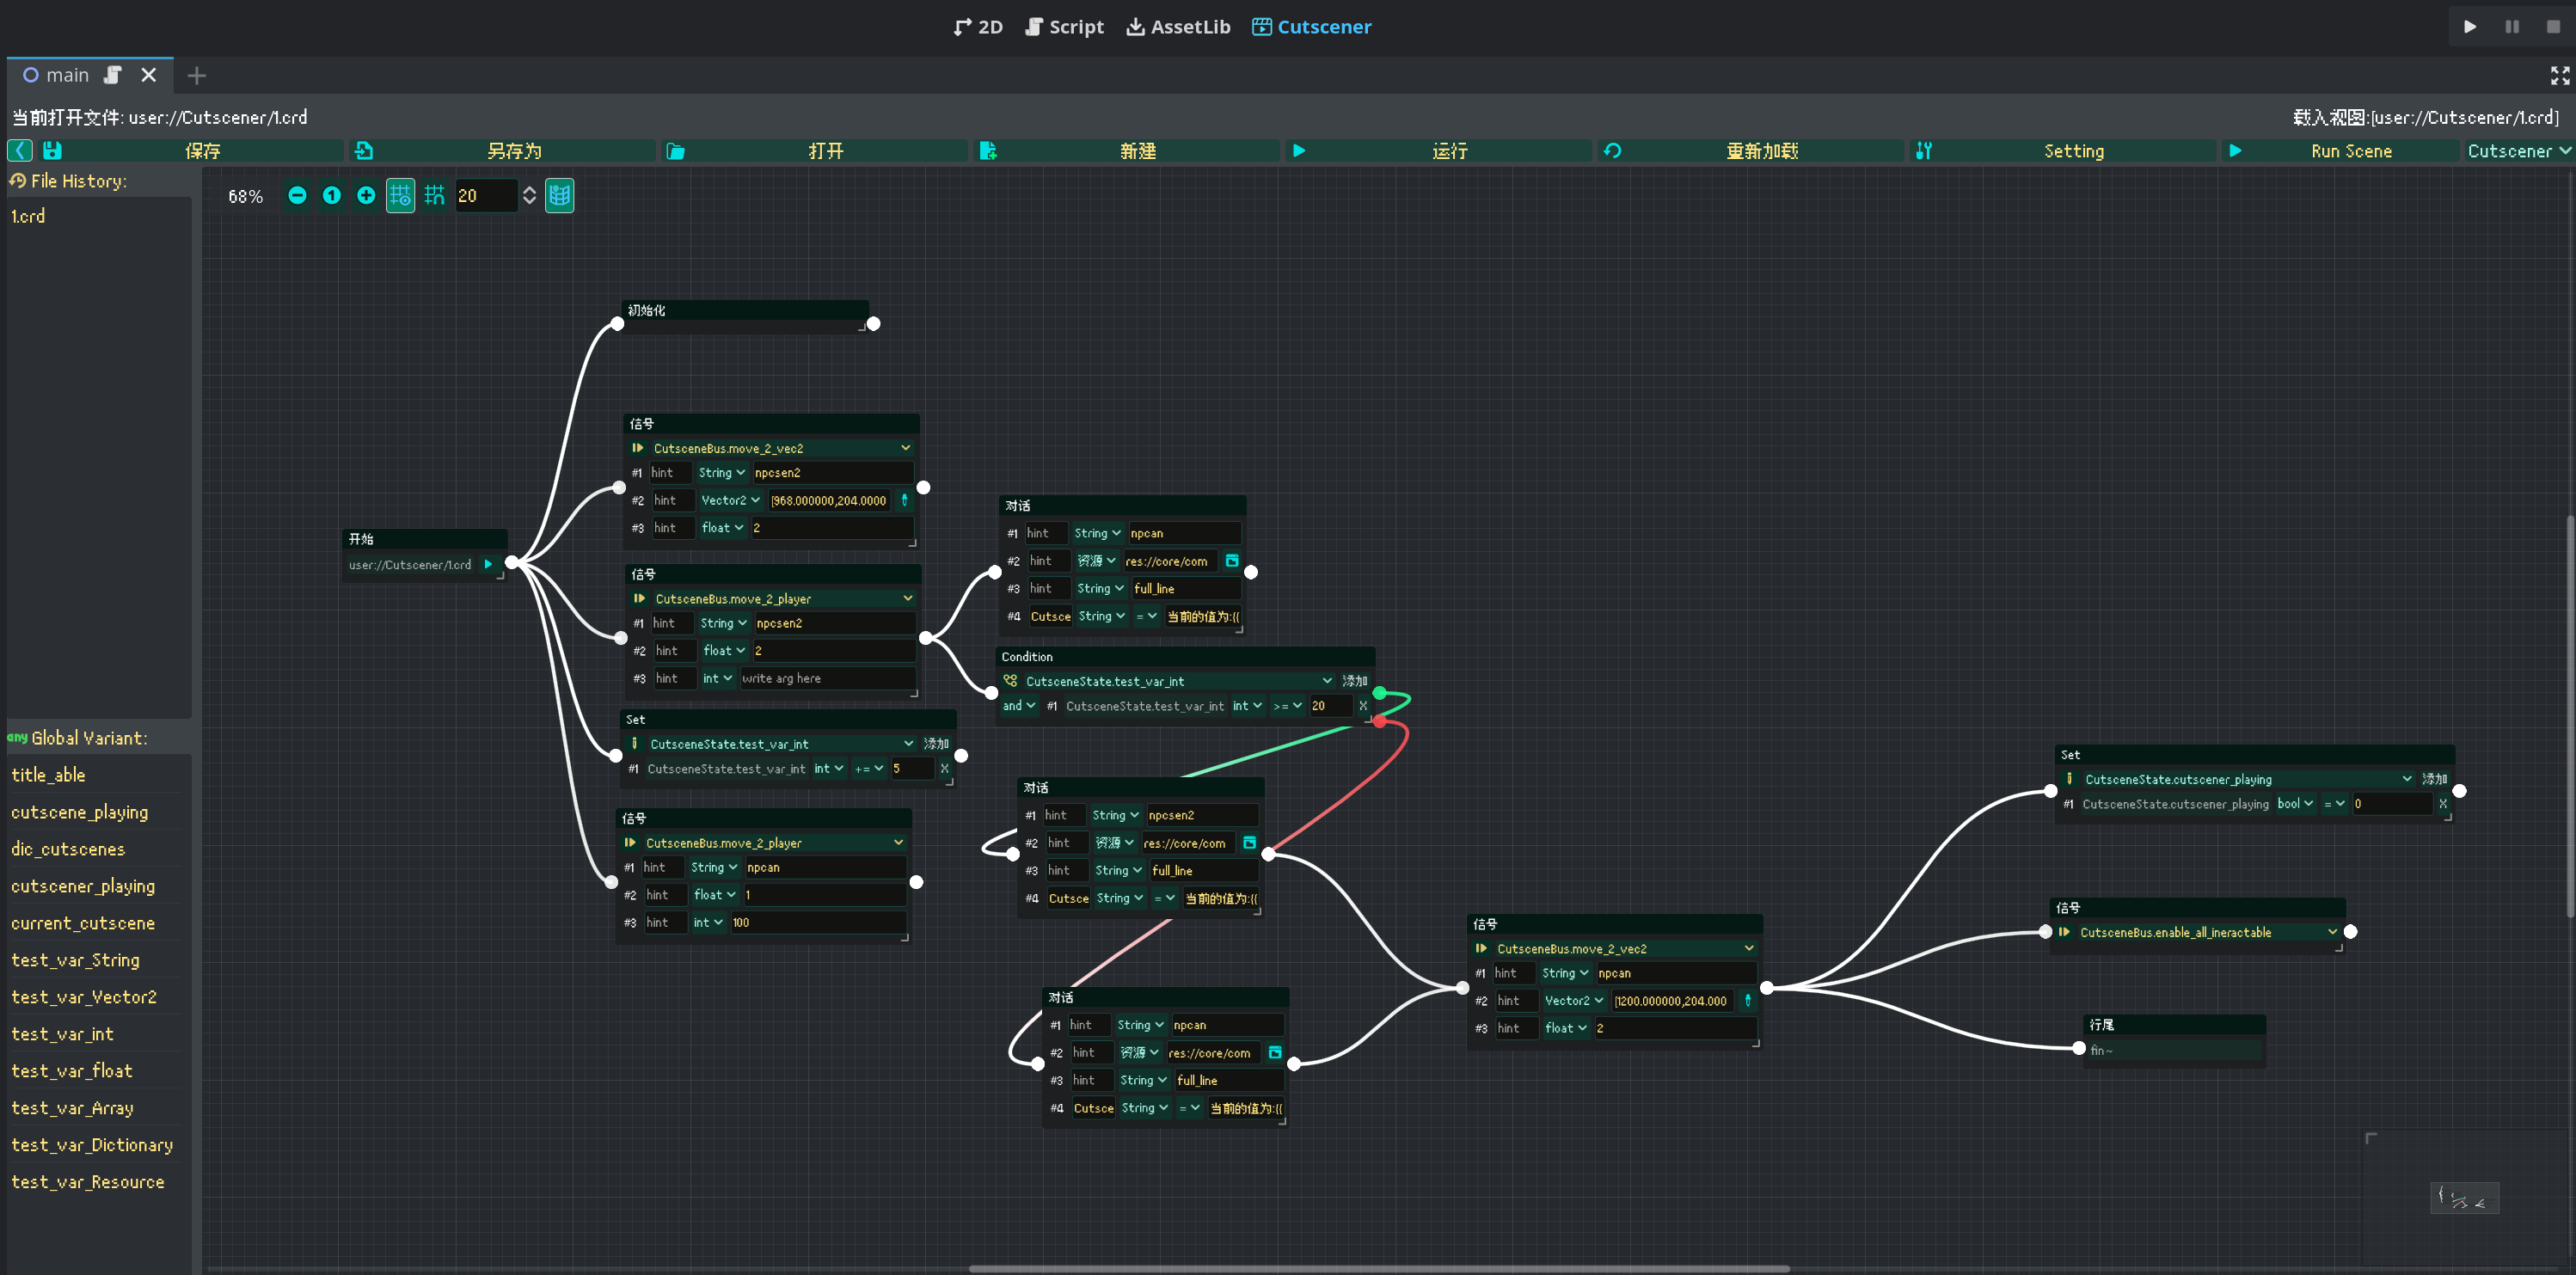 2D Script AssetLib Cutscener
main
当前打开文件: user://Cutscener/1.crd
载入视图:[user://Cutscener/1.crd]
保存 另存为 打开 新建 运行 重新加载 Setting Run Scene Cutscener
File History:
1.crd
68% 1 20
初始化
信号
CutsceneBus.move_2_vec2
#1 hint String npcsen2
#2 hint Vector2 [968.000000,204.0000
#3 hint float 2
开始
user://Cutscener/1.crd
信号
CutsceneBus.move_2_player
#1 hint String npcsen2
#2 hint float 2
#3 hint int write arg here
Set
CutsceneState.test_var_int 添加
#1 CutsceneState.test_var_int int += 5 X
信号
CutsceneBus.move_2_player
#1 hint String npcan
#2 hint float 1
#3 hint int 100
对话
#1 hint String npcan
#2 hint 资源 res://core/com
#3 hint String full_line
#4 Cutsce String = 当前的值为:{{
Condition
CutsceneState.test_var_int 添加
and #1 CutsceneState.test_var_int int >= 20 X
对话
#1 hint String npcsen2
#2 hint 资源 res://core/com
#3 hint String full_line
#4 Cutsce String = 当前的值为:{{
对话
#1 hint String npcan
#2 hint 资源 res://core/com
#3 hint String full_line
#4 Cutsce String = 当前的值为:{{
信号
CutsceneBus.move_2_vec2
#1 hint String npcan
#2 hint Vector2 [1200.000000,204.000
#3 hint float 2
Set
CutsceneState.cutscener_playing 添加
#1 CutsceneState.cutscener_playing bool = 0 X
信号
CutsceneBus.enable_all_ineractable
行尾
fin~
any Global Variant:
title_able
cutscene_playing
dic_cutscenes
cutscener_playing
current_cutscene
test_var_String
test_var_Vector2
test_var_int
test_var_float
test_var_Array
test_var_Dictionary
test_var_Resource